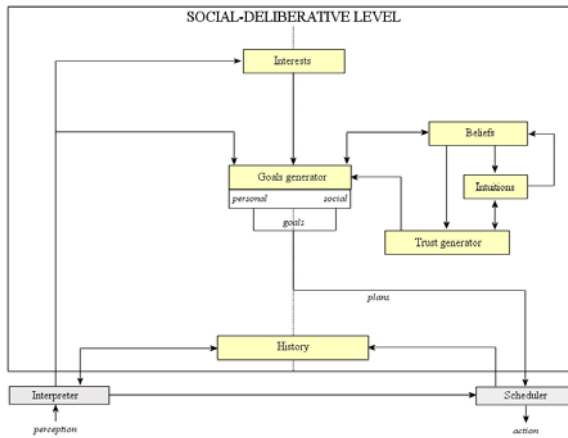 SOCIAL-DELIBERATIVE LEVEL
Interests
Beliefs
Goals generator
Intuitions
personal social
goals
Trust generator
plans
History
Interpreter
Scheduler
perception
action